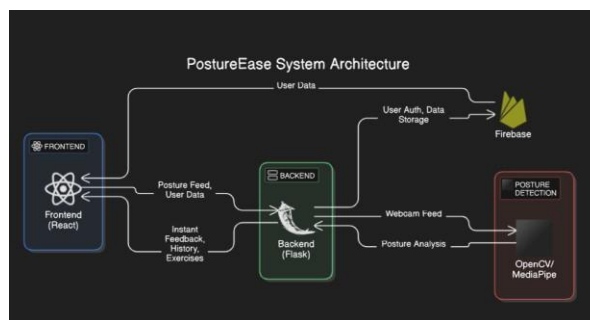 PostureEase System Architecture
User Data
User Auth, Data
Storage
Firebase
FRONTEND
Frontend
(React)
Posture Feed,
User Data
Instant
Feedback,
History,
Exercises
BACKEND
Backend
(Flask)
Webcam Feed
Posture Analysis
POSTURE
DETECTION
OpenCV/
MediaPipe